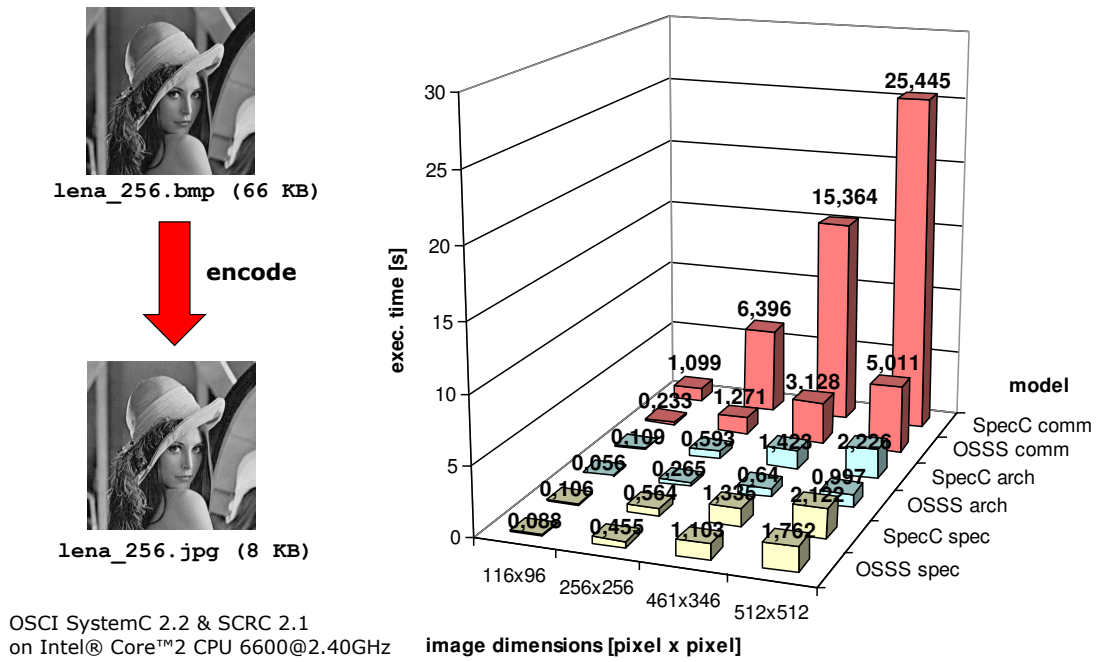 lena_256.bmp (66 KB)
encode
lena_256.jpg (8 KB)
OSCI SystemC 2.2 & SCRC 2.1
on Intel® Core™2 CPU 6600@2.40GHz
exec. time [s]
30
25
20
15
10
5
0
25,445
15,364
6,396
1,099
5,011
3,128
1,271
0,233
2,226
1,423
0,593
0,109
0,997
0,64
0,265
0,056
2,122
1,335
0,564
0,106
1,762
1,103
0,455
0,088
model
SpecC comm
OSSS comm
SpecC arch
OSSS arch
SpecC spec
OSSS spec
116x96
256x256
461x346
512x512
image dimensions [pixel x pixel]